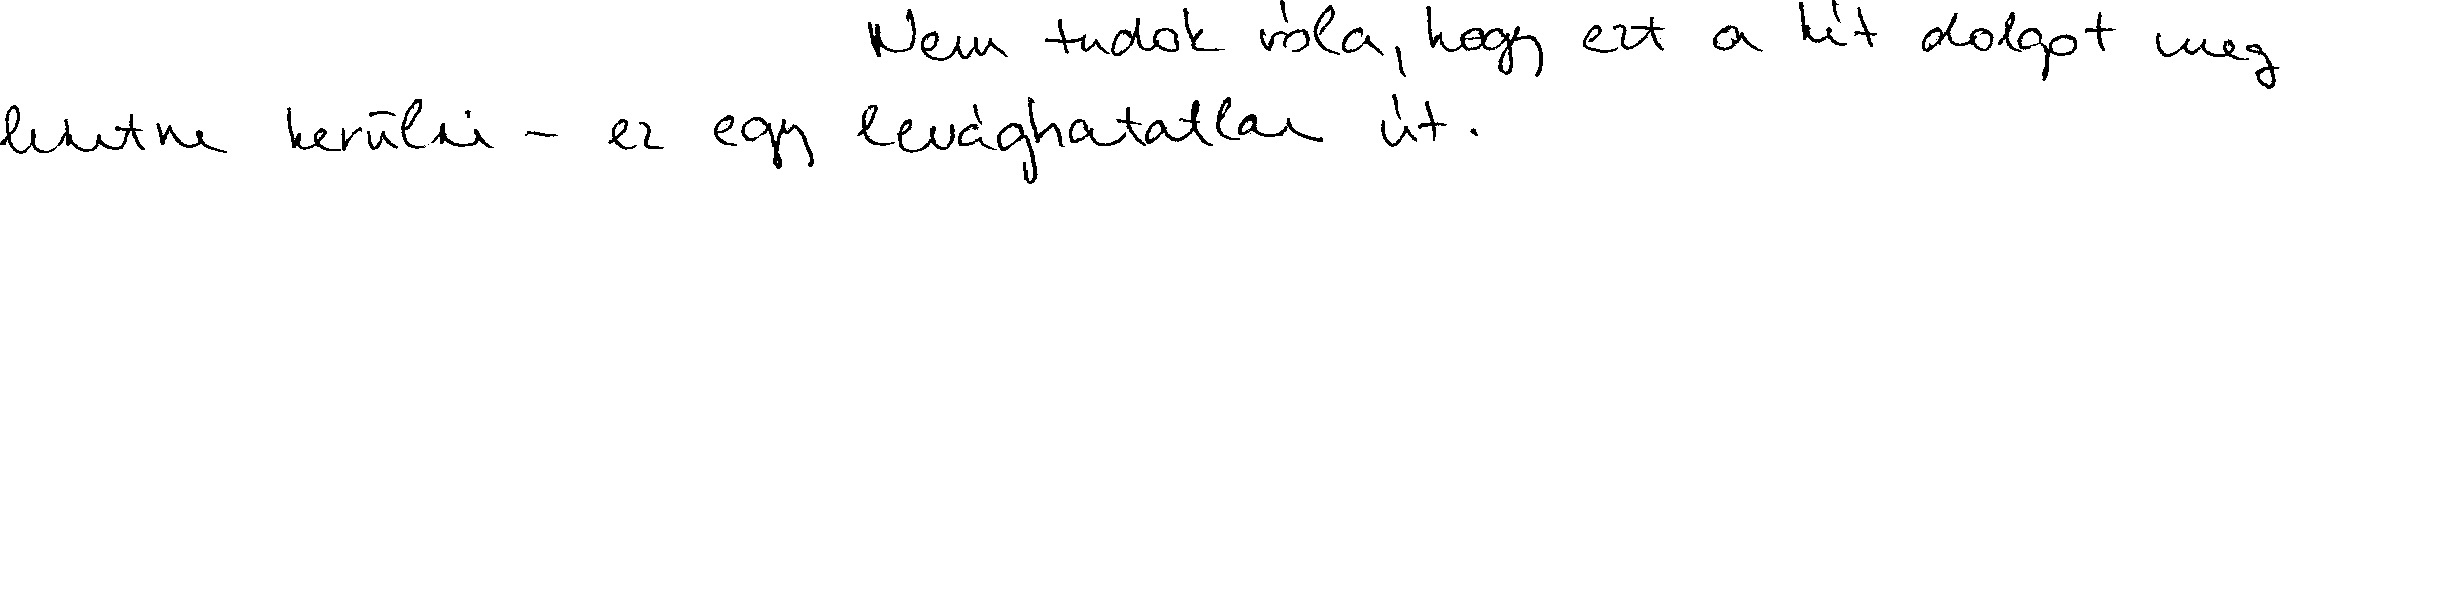 Nem tudok róla, hogy ezt a két dolgot meg
lehetne kerülni – ez egy levághatatlan út.